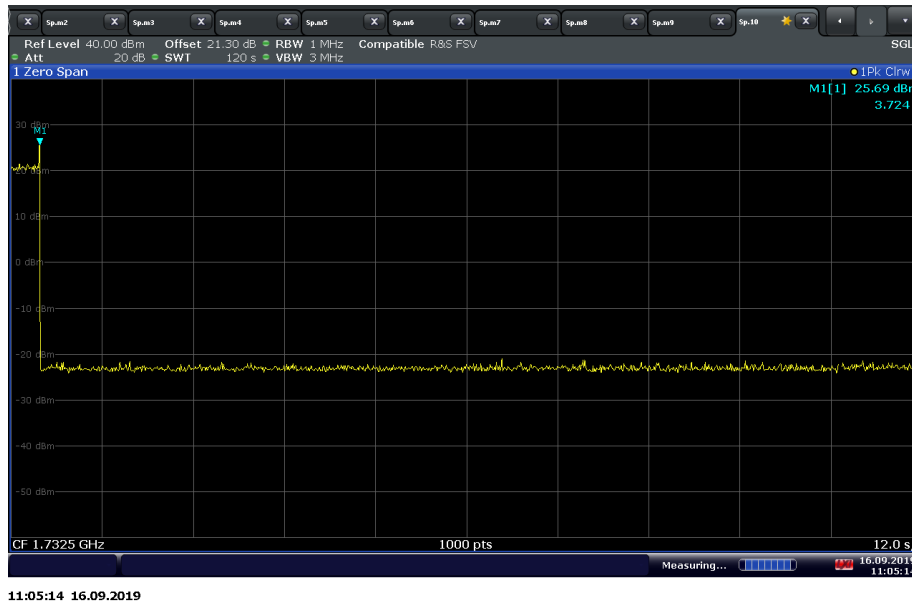 X Sp.m2 X Sp.m3 X Sp.m4 X Sp.m5 X Sp.m6 X Sp.m7 X Sp.m8 X Sp.m9 X Sp.10 X
Ref Level 40.00 dBm Offset 21.30 dB RBW 1 MHz Compatible R&S FSV SGL
Att 20 dB SWT 120 s VBW 3 MHz
1 Zero Span 1Pk Clrw
M1[1] 25.69 dBm
3.724
30 dBm
M1
20 dBm
10 dBm
0 dBm
-10 dBm
-20 dBm
-30 dBm
-40 dBm
-50 dBm
CF 1.7325 GHz 1000 pts 12.0 s/
Measuring... 16.09.2019
11:05:14
11:05:14 16.09.2019